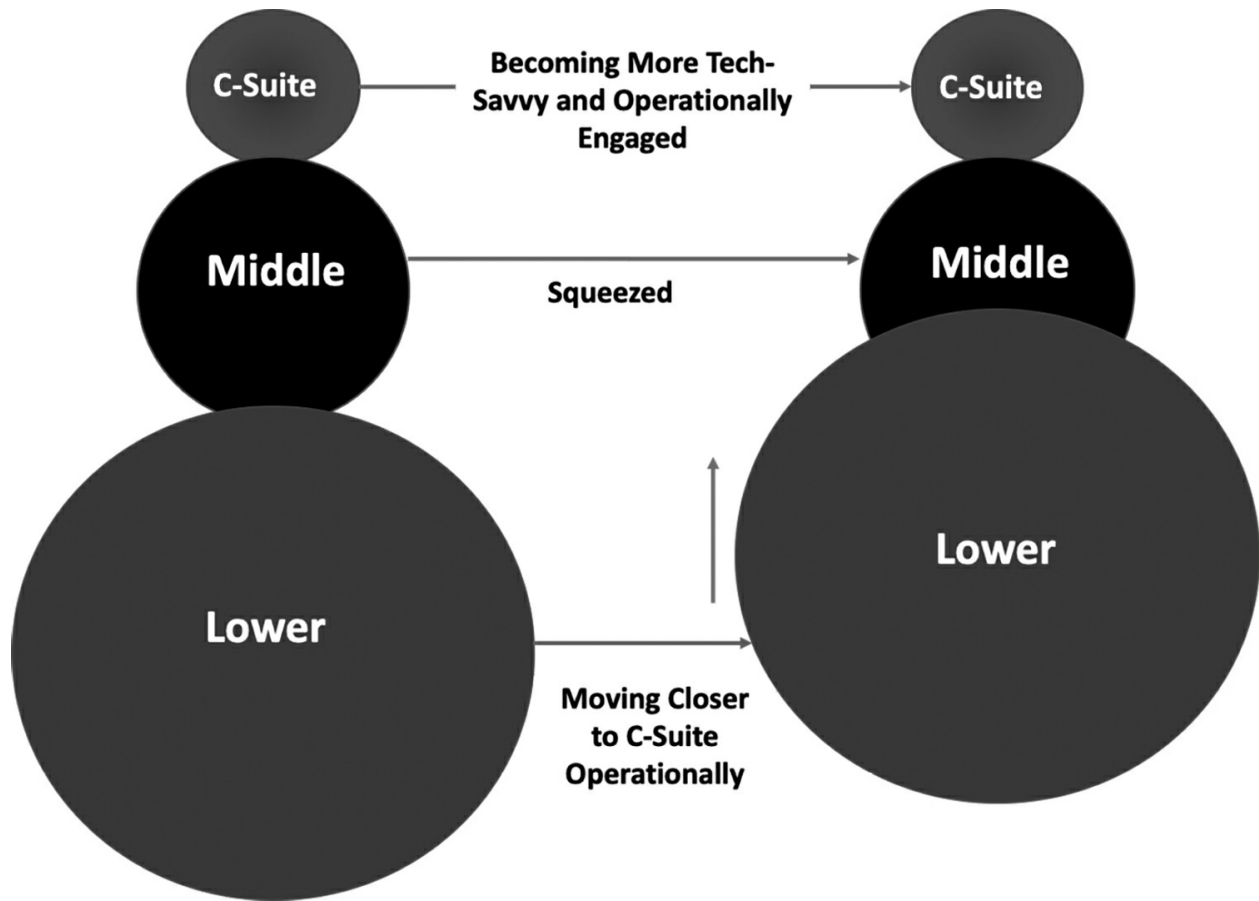 C-Suite
Becoming More Tech-
Savvy and Operationally
Engaged
C-Suite
Middle
Squeezed
Middle
Lower
Moving Closer
to C-Suite
Operationally
Lower